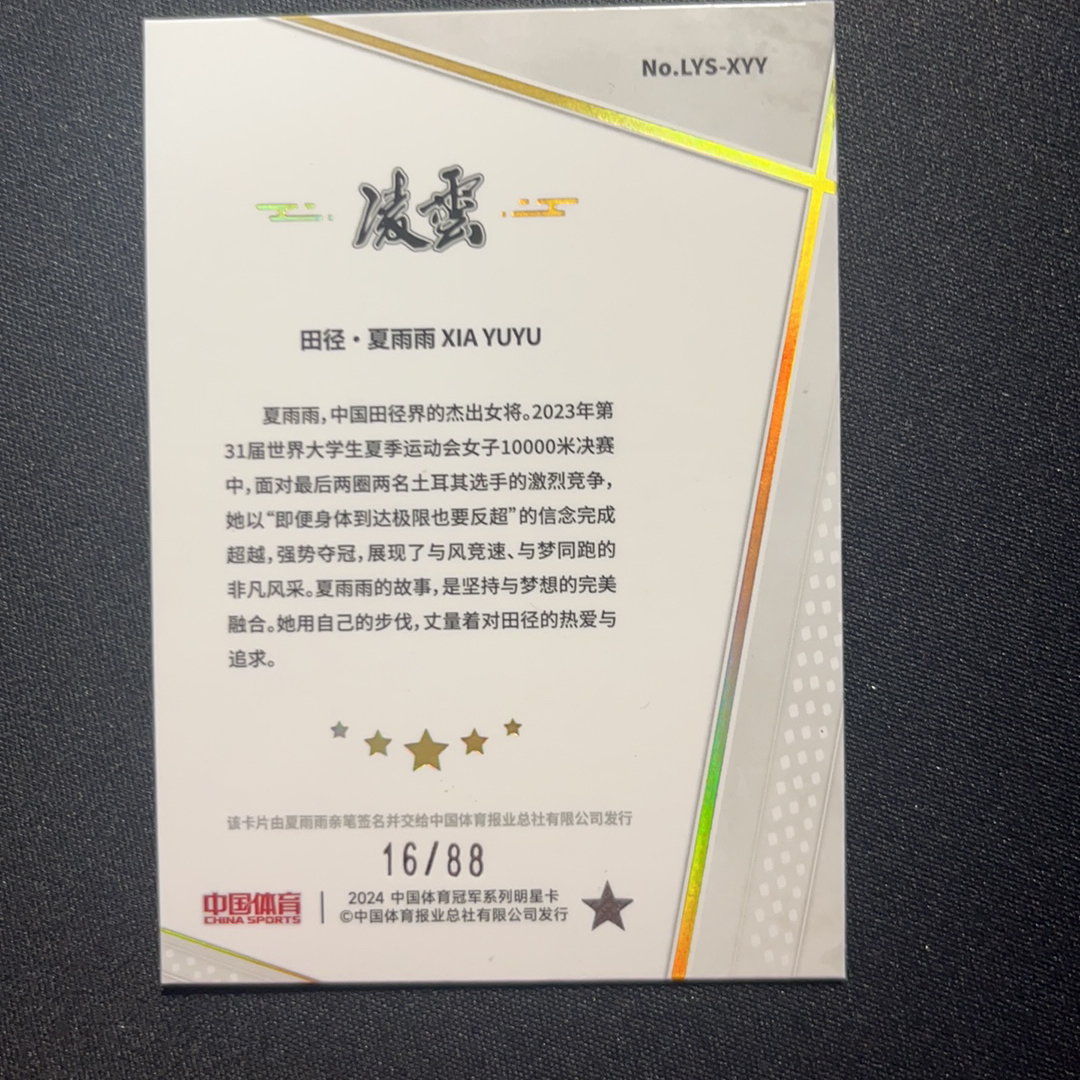 No.LYS-XYY
凌雲
田径·夏雨雨 XIA YUYU
夏雨雨，中国田径界的杰出女将。2023年第
31届世界大学生夏季运动会女子10000米决赛
中，面对最后两圈两名土耳其选手的激烈竞争，
她以“即便身体到达极限也要反超”的信念完成
超越，强势夺冠，展现了与风竞速、与梦同跑的
非凡风采。夏雨雨的故事，是坚持与梦想的完美
融合。她用自己的步伐，丈量着对田径的热爱与
追求。
该卡片由夏雨雨亲笔签名并交给中国体育报业总社有限公司发行
16/88
中国体育
CHINA SPORTS
2024 中国体育冠军系列明星卡
©中国体育报业总社有限公司发行